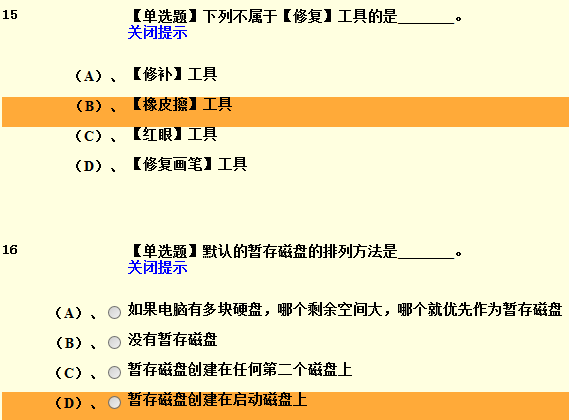 15 【单选题】下列不属于【修复】工具的是_______。
关闭提示
（A）、【修补】工具
（B）、【橡皮擦】工具
（C）、【红眼】工具
（D）、【修复画笔】工具
16 【单选题】默认的暂存磁盘的排列方法是_______。
关闭提示
（A）、如果电脑有多块硬盘，哪个剩余空间大，哪个就优先作为暂存磁盘
（B）、没有暂存磁盘
（C）、暂存磁盘创建在任何第二个磁盘上
（D）、暂存磁盘创建在启动磁盘上